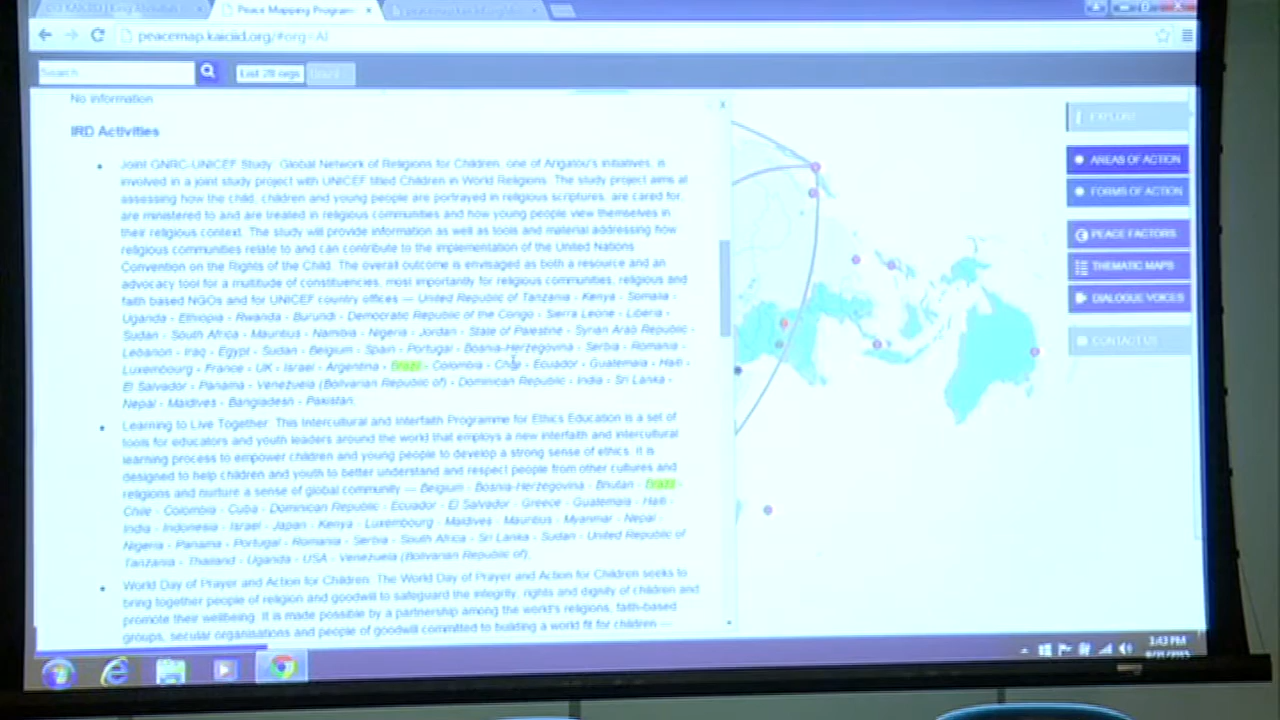 Peace Mapping Program
peacemap.kaiciid.org/#org=AI
Search
List 28 orgs
No information
IRD Activities
Joint GNRC-UNICEF Study: Global Network of Religions for Children, one of Arigatou's initiatives, is
involved in a joint study project with UNICEF titled Children in World Religions. The study project aims at
assessing how the child, children and young people are portrayed in religious scriptures, are cared for,
are ministered to and are treated in religious communities and how young people view themselves in
their religious context. The study will provide information as well as tools and material addressing how
religious communities relate to and can contribute to the implementation of the United Nations
Convention on the Rights of the Child. The overall outcome is envisaged as both a resource and an
advocacy tool for a multitude of constituencies, most importantly for religious communities, religious and
faith based NGOs and for UNICEF country offices — United Republic of Tanzania - Kenya - Somalia -
Uganda - Ethiopia - Rwanda - Burundi - Democratic Republic of the Congo - Sierra Leone - Liberia -
Sudan - South Africa - Mauritius - Namibia - Nigeria - Jordan - State of Palestine - Syrian Arab Republic -
Lebanon - Iraq - Egypt - Sudan - Belgium - Spain - Portugal - Bosnia-Herzegovina - Serbia - Romania -
Luxembourg - France - UK - Israel - Argentina - Brazil - Colombia - Chile - Ecuador - Guatemala - Haiti -
El Salvador - Panama - Venezuela (Bolivarian Republic of) - Dominican Republic - India - Sri Lanka -
Nepal - Maldives - Bangladesh - Pakistan.
Learning to Live Together: This Intercultural and Interfaith Programme for Ethics Education is a set of
tools for educators and youth leaders around the world that employs a new interfaith and intercultural
learning process to empower children and young people to develop a strong sense of ethics. It is
designed to help children and youth to better understand and respect people from other cultures and
religions and nurture a sense of global community — Belgium - Bosnia-Herzegovina - Bhutan - Brazil -
Chile - Colombia - Cuba - Dominican Republic - Ecuador - El Salvador - Greece - Guatemala - Haiti -
India - Indonesia - Israel - Japan - Kenya - Luxembourg - Maldives - Mauritius - Myanmar - Nepal -
Nigeria - Panama - Portugal - Romania - Serbia - South Africa - Sri Lanka - Sudan - United Republic of
Tanzania - Thailand - Uganda - USA - Venezuela (Bolivarian Republic of).
World Day of Prayer and Action for Children: The World Day of Prayer and Action for Children seeks to
bring together people of religion and goodwill to safeguard the integrity, rights and dignity of children and
promote their wellbeing. It is made possible by a partnership among the world's religions, faith-based
groups, secular organisations and people of goodwill committed to building a world fit for children —
EXPLORE
AREAS OF ACTION
FORMS OF ACTION
PEACE FACTORS
THEMATIC MAPS
DIALOGUE VOICES
CONTACT US
3:43 PM